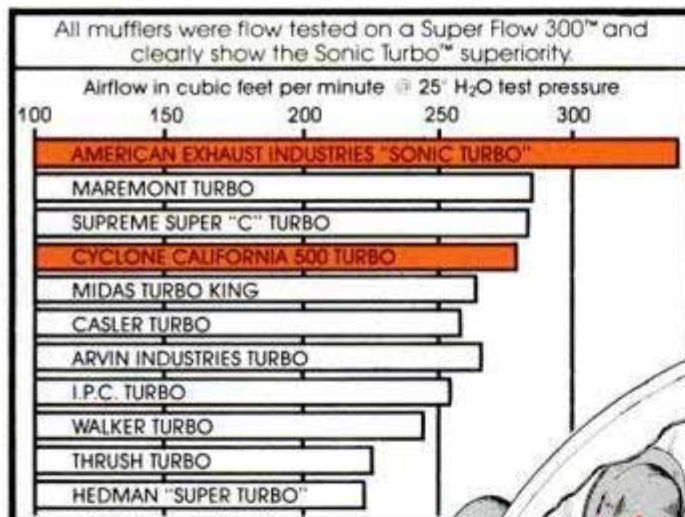 All mufflers were flow tested on a Super Flow 300™ and
clearly show the Sonic Turbo™ superiority.
Airflow in cubic feet per minute @ 25" H₂O test pressure
100 150 200 250 300
AMERICAN EXHAUST INDUSTRIES "SONIC TURBO"
MAREMONT TURBO
SUPREME SUPER "C" TURBO
CYCLONE CALIFORNIA 500 TURBO
MIDAS TURBO KING
CASLER TURBO
ARVIN INDUSTRIES TURBO
I.P.C. TURBO
WALKER TURBO
THRUSH TURBO
HEDMAN "SUPER TURBO"